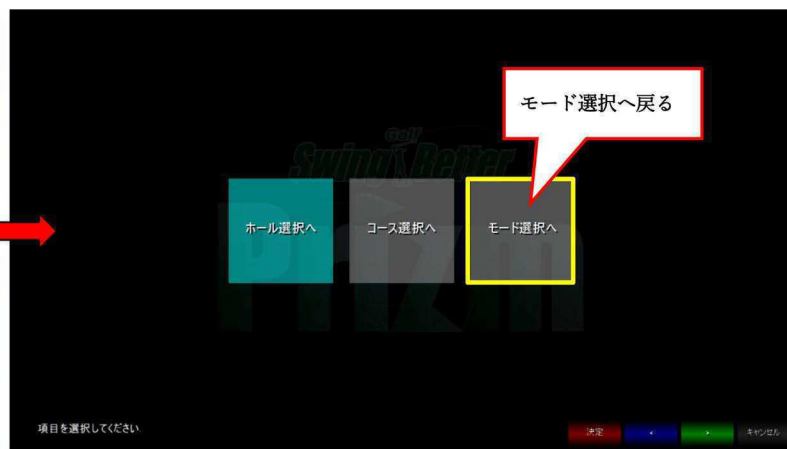 モード選択へ戻る
Golf
Swing Better
ホール選択へ
コース選択へ
モード選択へ
Prizm
項目を選択してください
決定
<
>
キャンセル